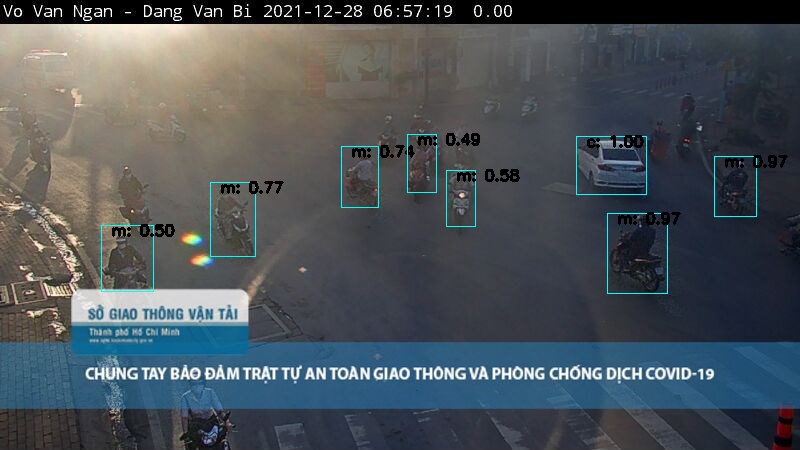 Vo Van Ngan - Dang Van Bi 2021-12-28 06:57:19 0.00
m: 0.49
c: 1.00
m: 0.74
m: 0.97
m: 0.58
m: 0.77
m: 0.97
m: 0.50
SỞ GIAO THÔNG VẬN TẢI
Thành phố Hồ Chí Minh
CHUNG TAY BẢO ĐẢM TRẬT TỰ AN TOÀN GIAO THÔNG VÀ PHÒNG CHỐNG DỊCH COVID-19